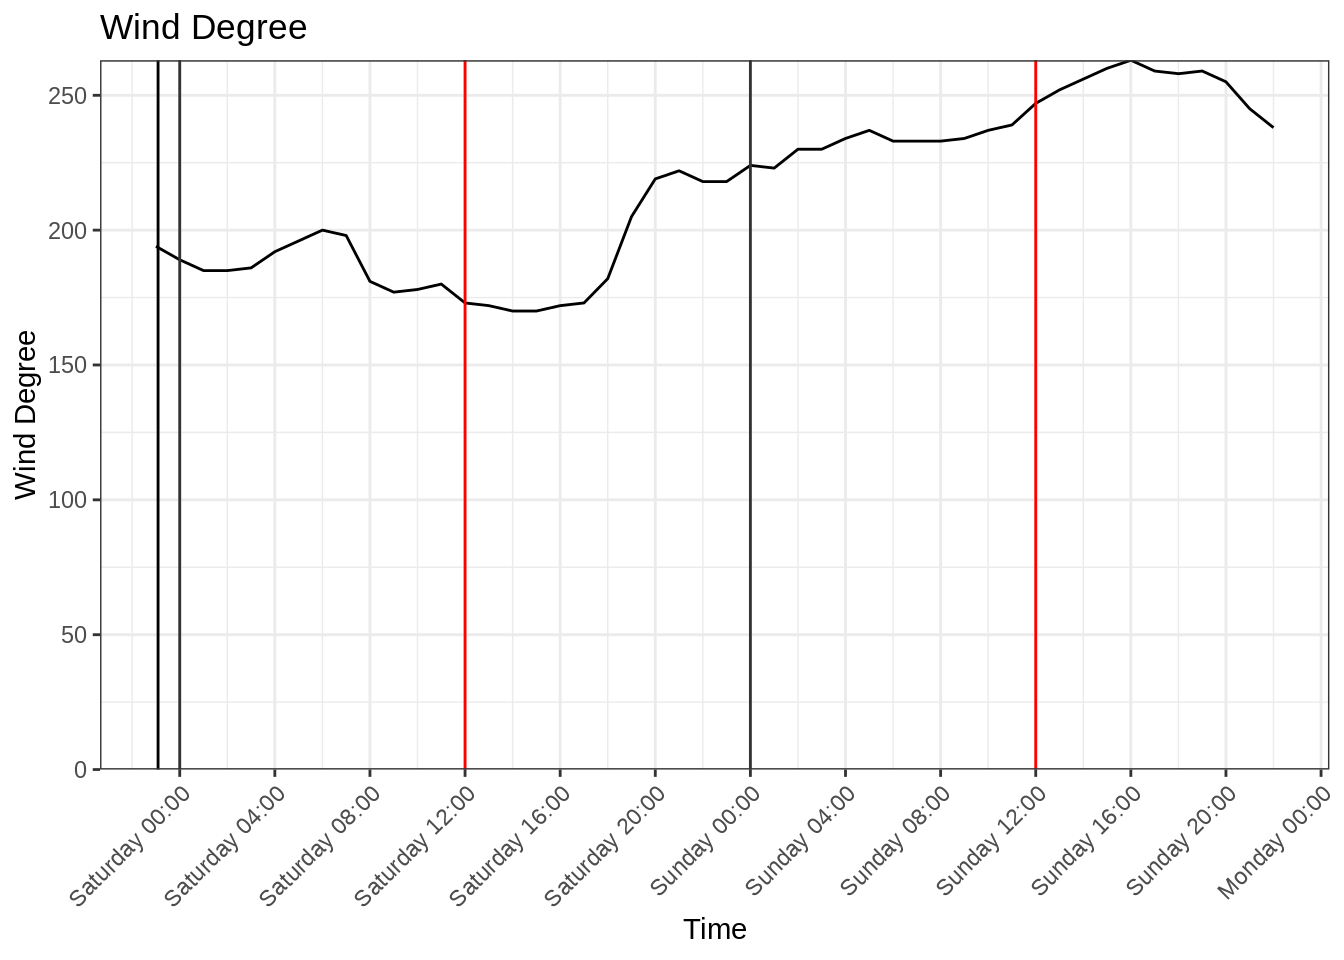 Wind Degree
Wind Degree
250
200
150
100
50
0
Saturday 00:00
Saturday 04:00
Saturday 08:00
Saturday 12:00
Saturday 16:00
Saturday 20:00
Sunday 00:00
Sunday 04:00
Sunday 08:00
Sunday 12:00
Sunday 16:00
Sunday 20:00
Monday 00:00
Time